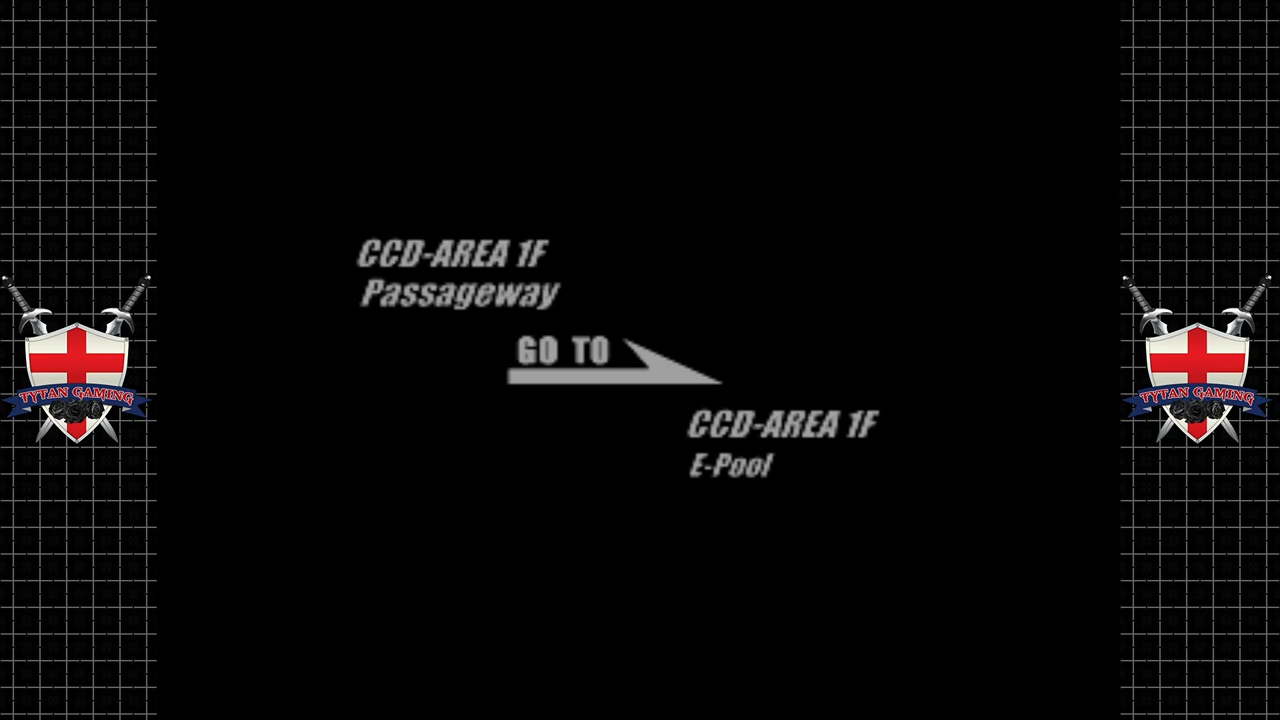 CCD-AREA 1F
Passageway
GO TO
CCD-AREA 1F
E-Pool
TYTAN GAMING
TYTAN GAMING